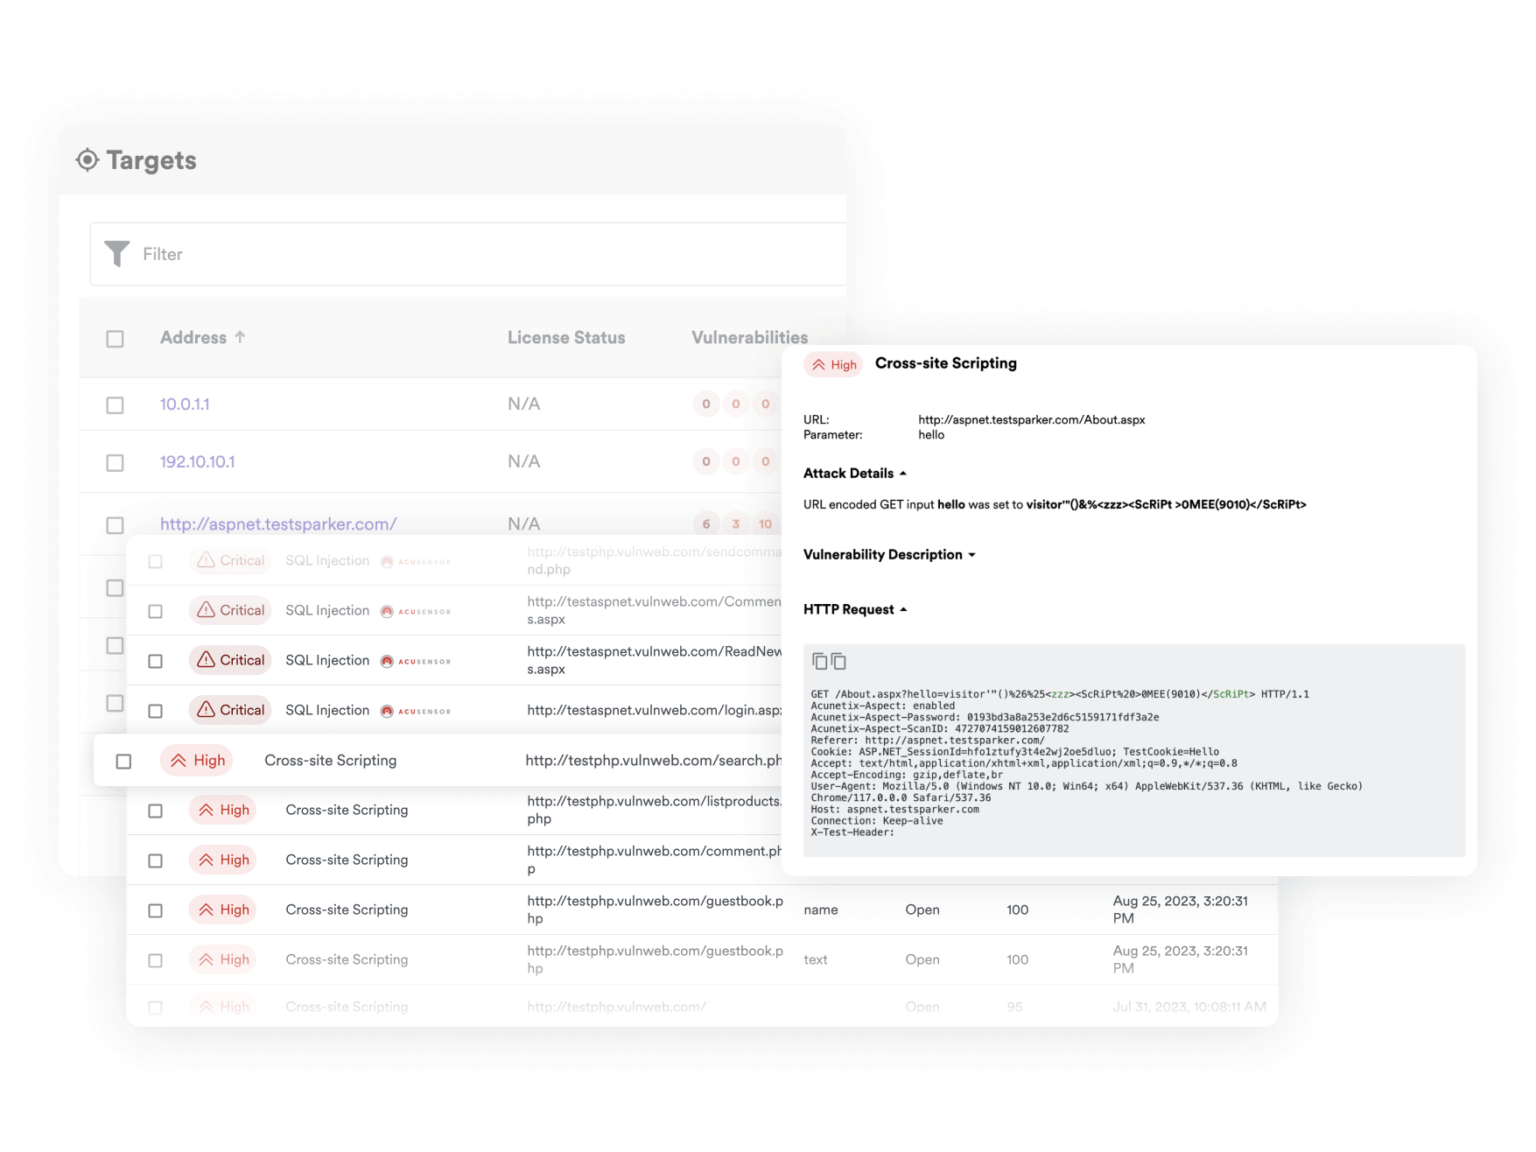 Targets
Filter
Address ↑ License Status Vulnerabilities
10.0.1.1 N/A 0 0 0
192.10.10.1 N/A 0 0 0
http://aspnet.testsparker.com/ N/A 6 3 10
Critical SQL Injection ACUSENSOR http://testphp.vulnweb.com/sendcomma
nd.php
Critical SQL Injection ACUSENSOR http://testaspnet.vulnweb.com/Commen
s.aspx
Critical SQL Injection ACUSENSOR http://testaspnet.vulnweb.com/ReadNew
s.aspx
Critical SQL Injection ACUSENSOR http://testaspnet.vulnweb.com/login.asp
High Cross-site Scripting http://testphp.vulnweb.com/search.ph
High Cross-site Scripting http://testphp.vulnweb.com/listproducts.
php
High Cross-site Scripting http://testphp.vulnweb.com/comment.ph
p
High Cross-site Scripting http://testphp.vulnweb.com/guestbook.p
hp name Open 100 Aug 25, 2023, 3:20:31
PM
High Cross-site Scripting http://testphp.vulnweb.com/guestbook.p
hp text Open 100 Aug 25, 2023, 3:20:31
PM
High Cross-site Scripting http://testphp.vulnweb.com/ Open 95 Jul 31, 2023, 10:08:11 AM
High Cross-site Scripting
URL: http://aspnet.testsparker.com/About.aspx
Parameter: hello
Attack Details
URL encoded GET input hello was set to visitor'"()&%<zzz><ScRiPt >0MEE(9010)</ScRiPt>
Vulnerability Description
HTTP Request
GET /About.aspx?hello=visitor'"()%26%25<zzz><ScRiPt%20>0MEE(9010)</ScRiPt> HTTP/1.1
Acunetix-Aspect: enabled
Acunetix-Aspect-Password: 0193bd3a8a253e2d6c5159171fdf3a2e
Acunetix-Aspect-ScanID: 4727074159012607782
Referer: http://aspnet.testsparker.com/
Cookie: ASP.NET_SessionId=hfo1ztufy3t4e2wj2oe5dluo; TestCookie=Hello
Accept: text/html,application/xhtml+xml,application/xml;q=0.9,*/*;q=0.8
Accept-Encoding: gzip,deflate,br
User-Agent: Mozilla/5.0 (Windows NT 10.0; Win64; x64) AppleWebKit/537.36 (KHTML, like Gecko)
Chrome/117.0.0.0 Safari/537.36
Host: aspnet.testsparker.com
Connection: Keep-alive
X-Test-Header: